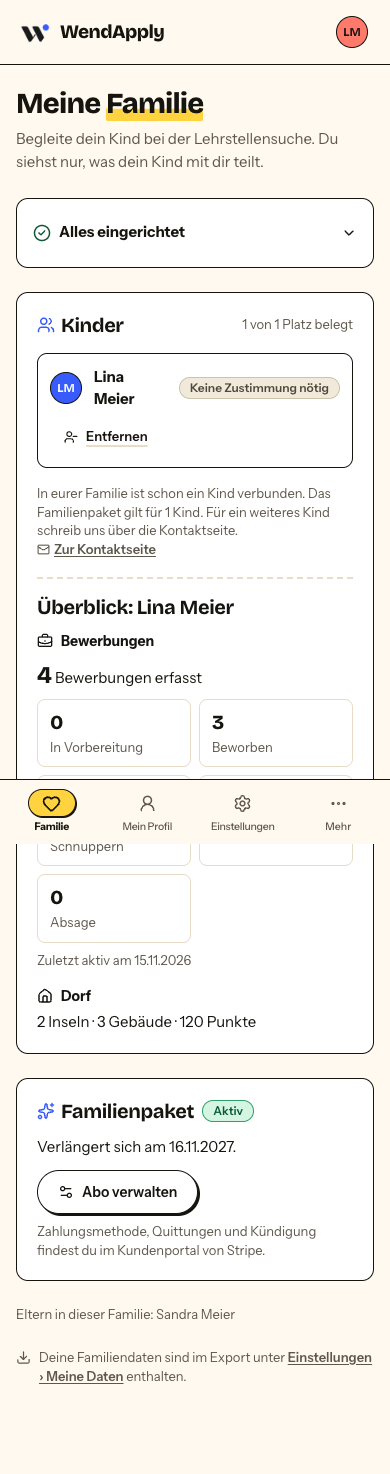 WendApply
LM
Meine Familie
Begleite dein Kind bei der Lehrstellensuche. Du
siehst nur, was dein Kind mit dir teilt.
Alles eingerichtet
Kinder
1 von 1 Platz belegt
LM
Lina
Meier
Keine Zustimmung nötig
Entfernen
In eurer Familie ist schon ein Kind verbunden. Das
Familienpaket gilt für 1 Kind. Für ein weiteres Kind
schreib uns über die Kontaktseite.
Zur Kontaktseite
Überblick: Lina Meier
Bewerbungen
4 Bewerbungen erfasst
0
In Vorbereitung
3
Beworben
Familie
Mein Profil
Einstellungen
Mehr
Schnuppern
0
Absage
Zuletzt aktiv am 15.11.2026
Dorf
2 Inseln · 3 Gebäude · 120 Punkte
Familienpaket
Aktiv
Verlängert sich am 16.11.2027.
Abo verwalten
Zahlungsmethode, Quittungen und Kündigung
findest du im Kundenportal von Stripe.
Eltern in dieser Familie: Sandra Meier
Deine Familiendaten sind im Export unter Einstellungen
› Meine Daten enthalten.